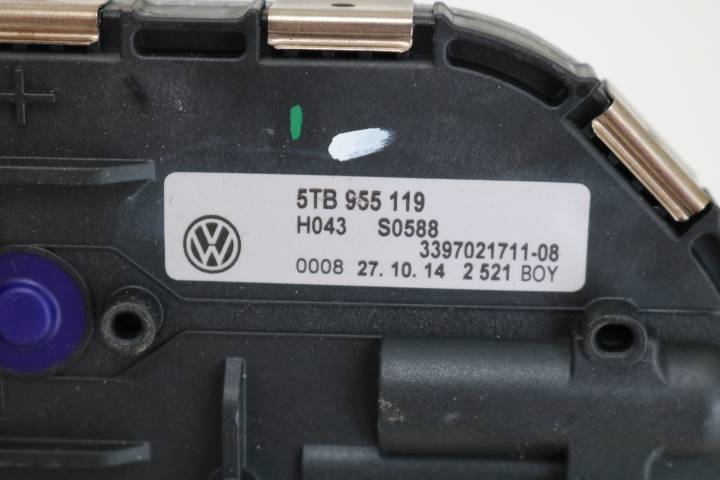 5TB 955 119
H043 S0588
3397021711-08
0008 27. 10. 14 2 521 BOY